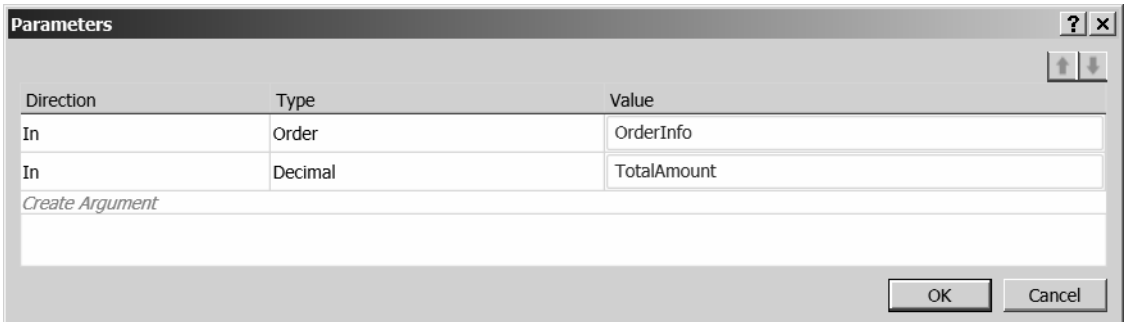 Parameters
Direction Type Value
In Order OrderInfo
In Decimal TotalAmount
Create Argument
OK Cancel